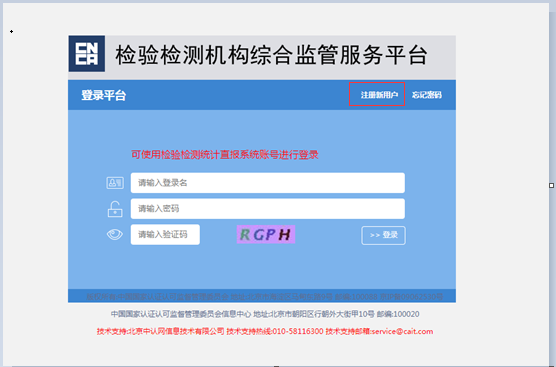 CNCA 检验检测机构综合监管服务平台
登录平台 注册新用户 忘记密码
可使用检验检测统计直报系统账号进行登录
请输入登录名
请输入密码
请输入验证码 RGPH >> 登录
中国国家认证认可监督管理委员会信息中心 地址:北京市朝阳区行朝外大街甲10号 邮编:100020
技术支持:北京中认网信息技术有限公司 技术支持热线:010-58116300 技术支持邮箱:service@cait.com